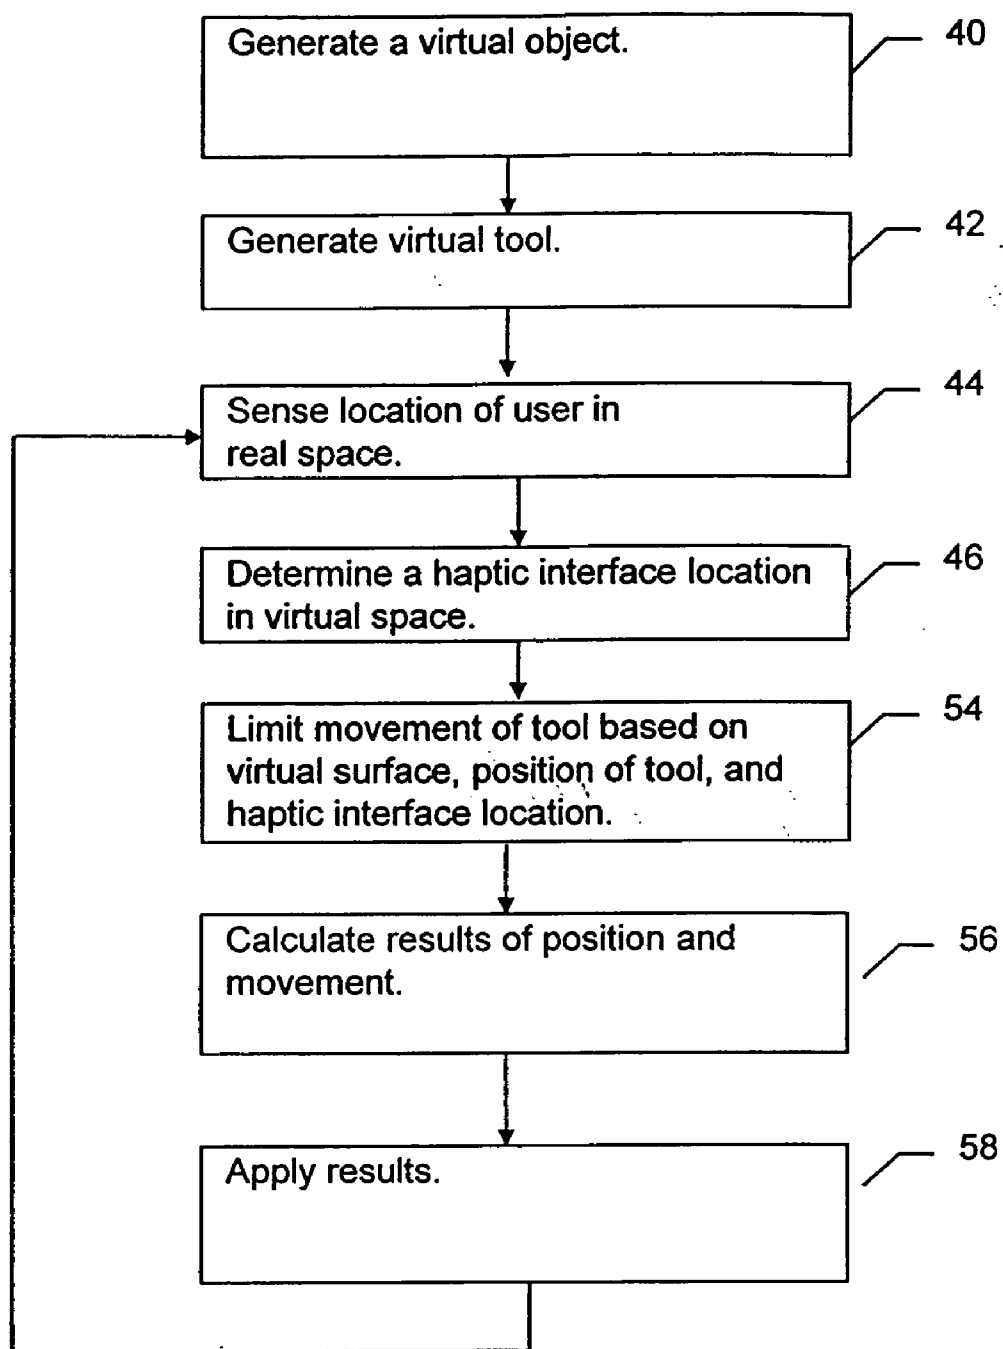 Generate a virtual object.
40
Generate virtual tool.
42
Sense location of user in
real space.
44
Determine a haptic interface location
in virtual space.
46
Limit movement of tool based on
virtual surface, position of tool, and
haptic interface location.
54
Calculate results of position and
movement.
56
Apply results.
58